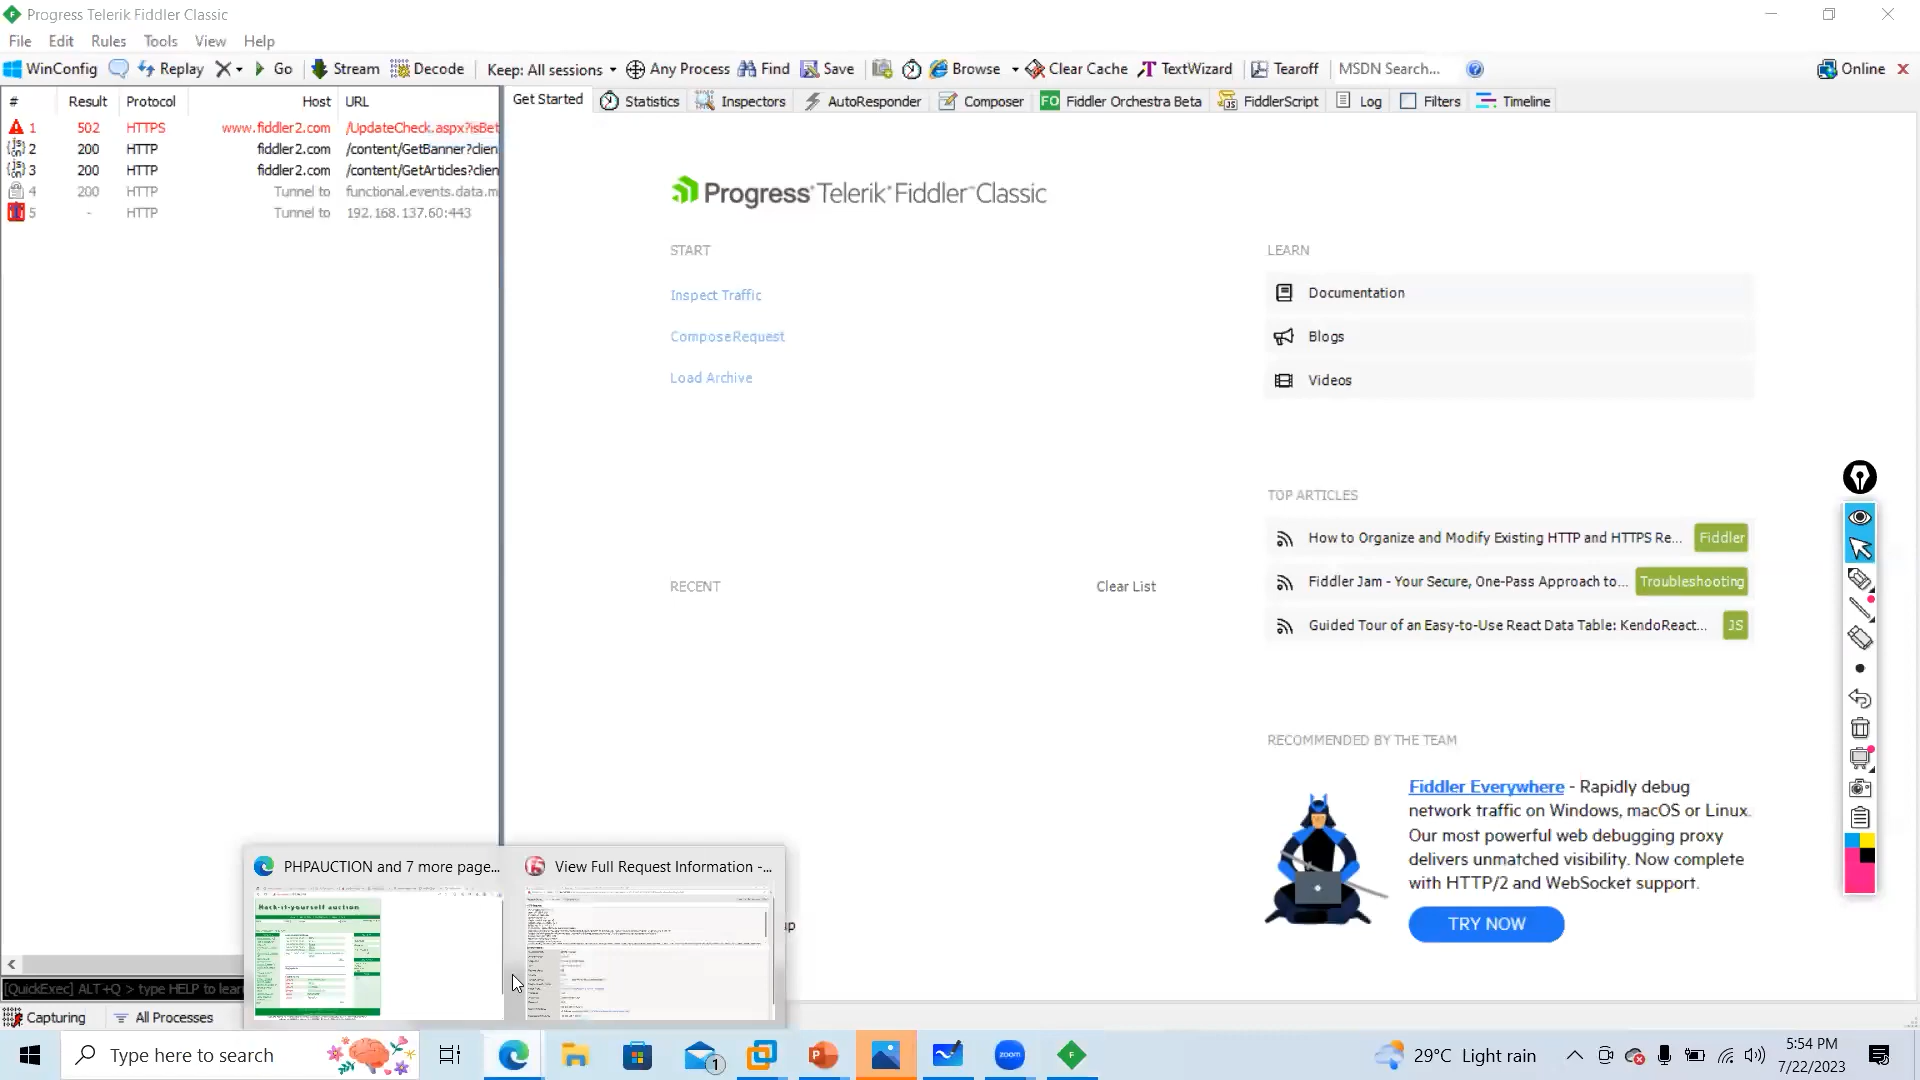 Progress Telerik Fiddler Classic
File Edit Rules Tools View Help
WinConfig Replay Go Stream Decode Keep: All sessions Any Process Find Save Browse Clear Cache TextWizard Tearoff MSDN Search... Online
# Result Protocol Host URL
Get Started Statistics Inspectors AutoResponder Composer FO Fiddler Orchestra Beta FiddlerScript Log Filters Timeline
1 502 HTTPS www.fiddler2.com /UpdateCheck.aspx?isBet
2 200 HTTP fiddler2.com /content/GetBanner?clien
3 200 HTTP fiddler2.com /content/GetArticles?clien
4 200 HTTP Tunnel to functional.events.data.m
5 - HTTP Tunnel to 192.168.137.60:443
Progress Telerik Fiddler Classic
START
Inspect Traffic
Compose Request
Load Archive
RECENT Clear List
LEARN
Documentation
Blogs
Videos
TOP ARTICLES
How to Organize and Modify Existing HTTP and HTTPS Re... Fiddler
Fiddler Jam - Your Secure, One-Pass Approach to... Troubleshooting
Guided Tour of an Easy-to-Use React Data Table: KendoReact... JS
RECOMMENDED BY THE TEAM
Fiddler Everywhere - Rapidly debug
network traffic on Windows, macOS or Linux.
Our most powerful web debugging proxy
delivers unmatched visibility. Now complete
with HTTP/2 and WebSocket support.
TRY NOW
PHPAUCTION and 7 more page...
View Full Request Information -...
Hack-it-yourself auction
up
[QuickExec] ALT+Q > type HELP to lear
Capturing All Processes
Type here to search
1
zoom
29°C Light rain
5:54 PM
7/22/2023